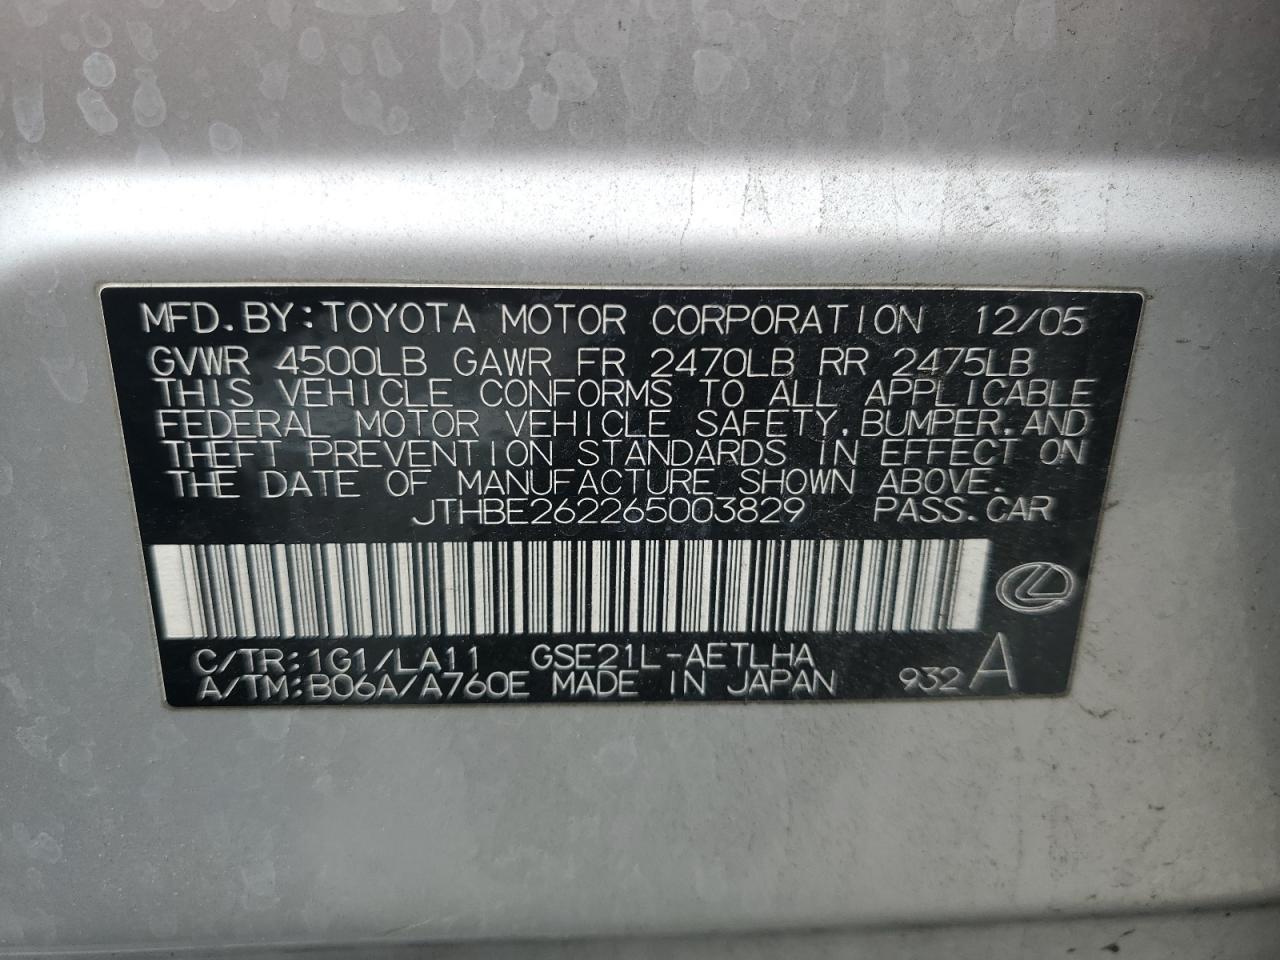 MFD. BY: TOYOTA MOTOR CORPORATION 12/05
GVWR 4500LB GAWR FR 2470LB RR 2475LB
THIS VEHICLE CONFORMS TO ALL APPLICABLE
FEDERAL MOTOR VEHICLE SAFETY, BUMPER, AND
THEFT PREVENTION STANDARDS IN EFFECT ON
THE DATE OF MANUFACTURE SHOWN ABOVE.
JTHBE262265003829 PASS. CAR
C/TR: 1G1/LA11 GSE21L-AETLHA
A/TM: B06A/A760E MADE IN JAPAN 932 A